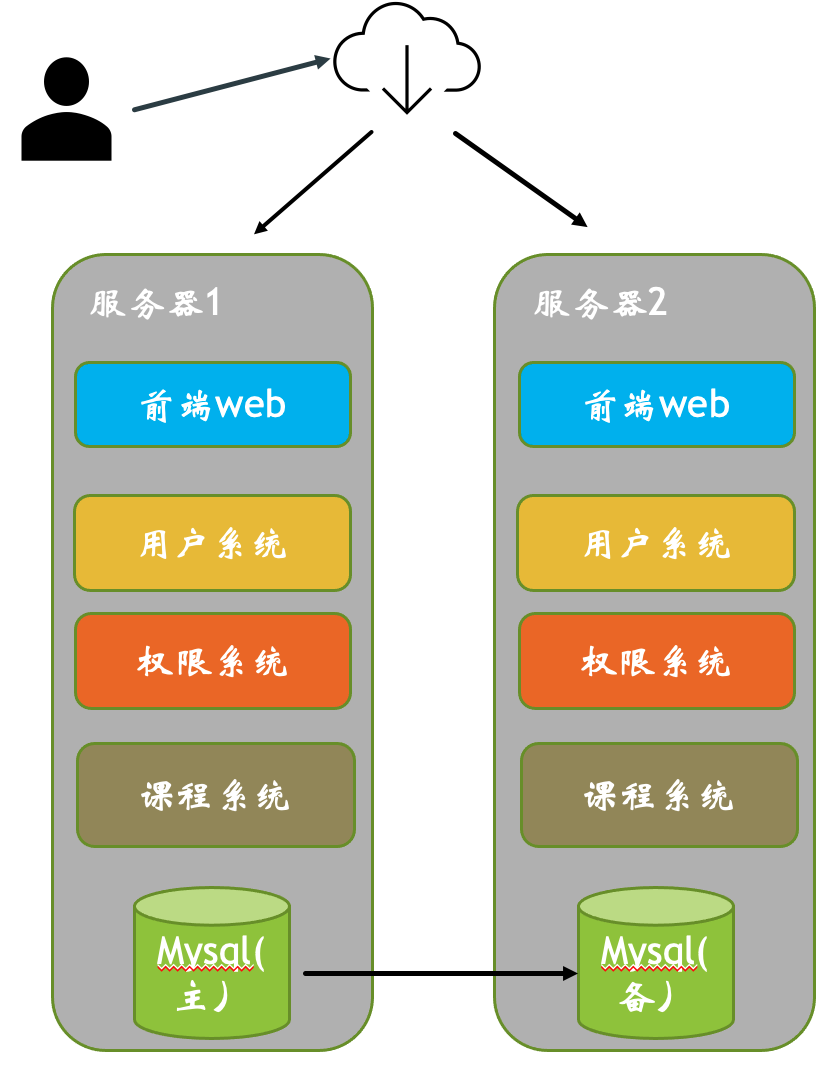 服务器1
前端web
用户系统
权限系统
课程系统
Mysql(
主)
服务器2
前端web
用户系统
权限系统
课程系统
Mysql(
备)